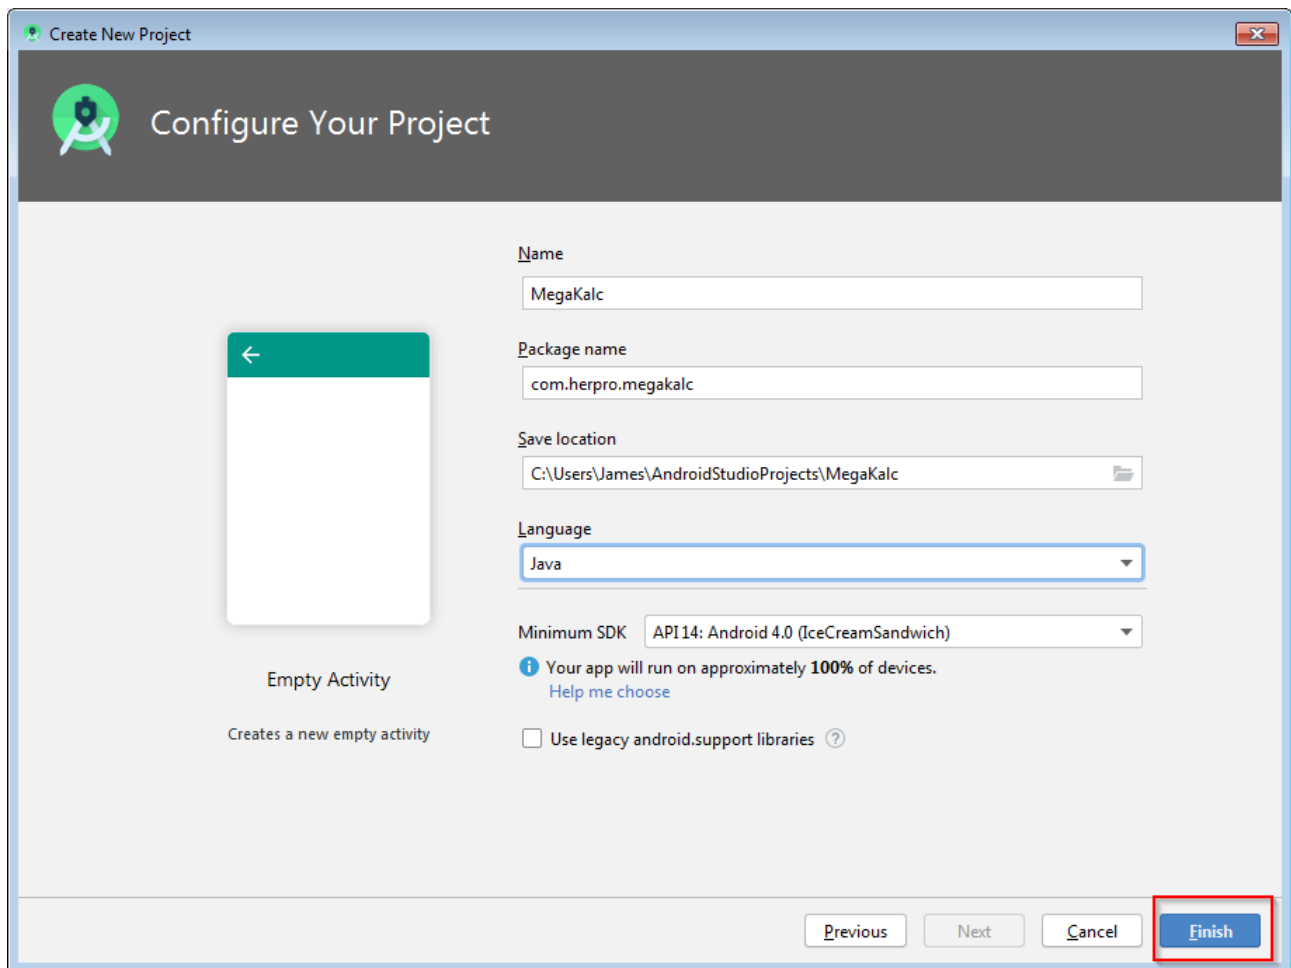 Create New Project
Configure Your Project
Name
MegaKalc
Package name
com.herpro.megakalc
Save location
C:\Users\James\AndroidStudioProjects\MegaKalc
Language
Java
Minimum SDK API 14: Android 4.0 (IceCreamSandwich)
Your app will run on approximately 100% of devices.
Help me choose
Use legacy android.support libraries ?
Empty Activity
Creates a new empty activity
Previous Next Cancel Finish